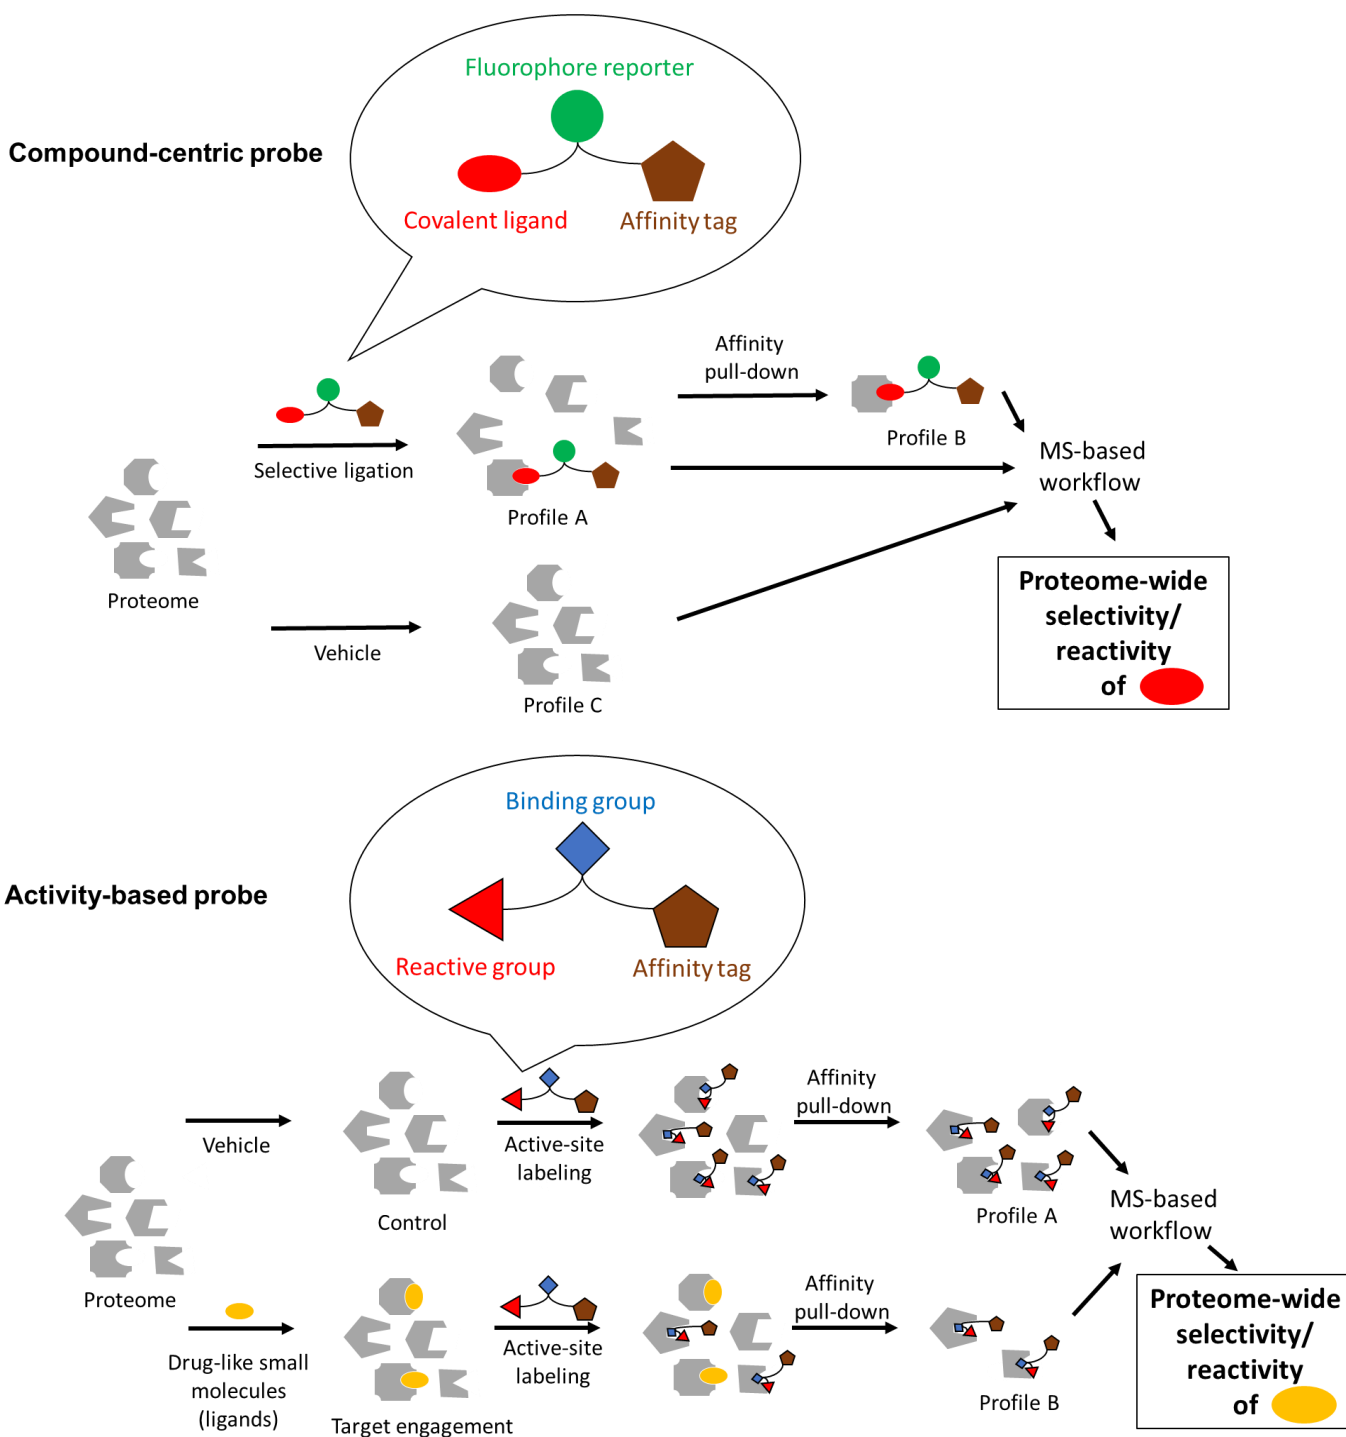 Fluorophore reporter
Compound-centric probe
Covalent ligand
Affinity tag
Affinity
pull-down
Selective ligation
Profile B
MS-based
workflow
Profile A
Proteome
Vehicle
Profile C
Proteome-wide
selectivity/
reactivity
of
Binding group
Activity-based probe
Reactive group
Affinity tag
Vehicle
Control
Active-site
labeling
Affinity
pull-down
Profile A
MS-based
workflow
Proteome
Drug-like small
molecules
(ligands)
Target engagement
Active-site
labeling
Affinity
pull-down
Profile B
Proteome-wide
selectivity/
reactivity
of